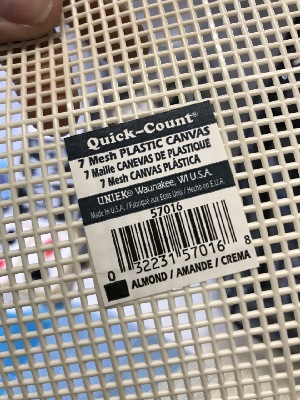 Quick-Count®
7 Mesh PLASTIC CANVAS
7 Maille CANEVAS DE PLASTIQUE
7 Mesh CANVAS PLÁSTICA
UNIEK® Waunakee, WI U.S.A.
Made in U.S.A. / Fabriqué aux États Unis / Hecho en E.U.A.
57016
0 32231 57016 8
ALMOND / AMANDE / CREMA